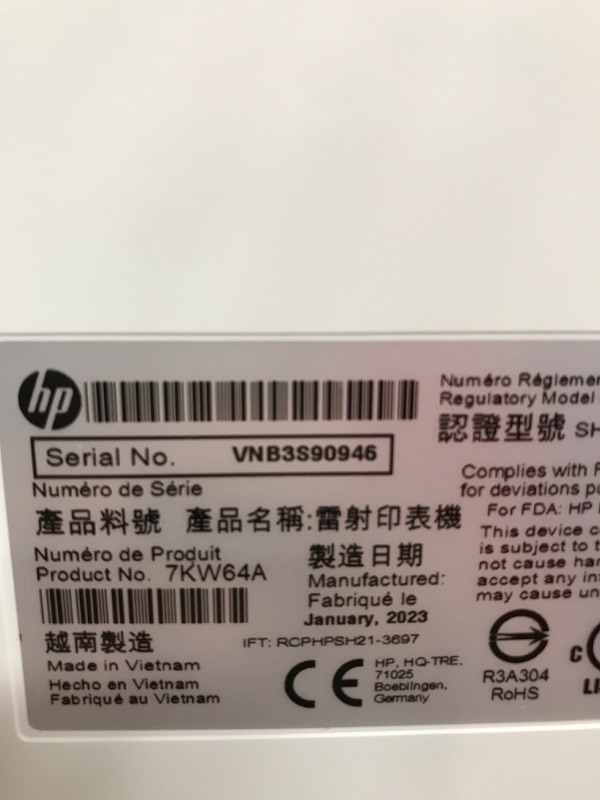 hp
Numéro Réglemen
Regulatory Model
認證型號 SH
Serial No. VNB3S90946
Numéro de Série
產品料號 產品名稱:雷射印表機
Numéro de Produit
Product No. 7KW64A
製造日期
Manufactured:
Fabriqué le
January, 2023
越南製造
Made in Vietnam
Hecho en Vietnam
Fabriqué au Vietnam
IFT: RCPHPSH21-3697
CE
HP, HQ-TRE,
71025
Boeblingen,
Germany
Complies with F
for deviations pu
For FDA: HP
This device c
is subject to t
not cause har
accept any int
may cause un
R3A304
RoHS